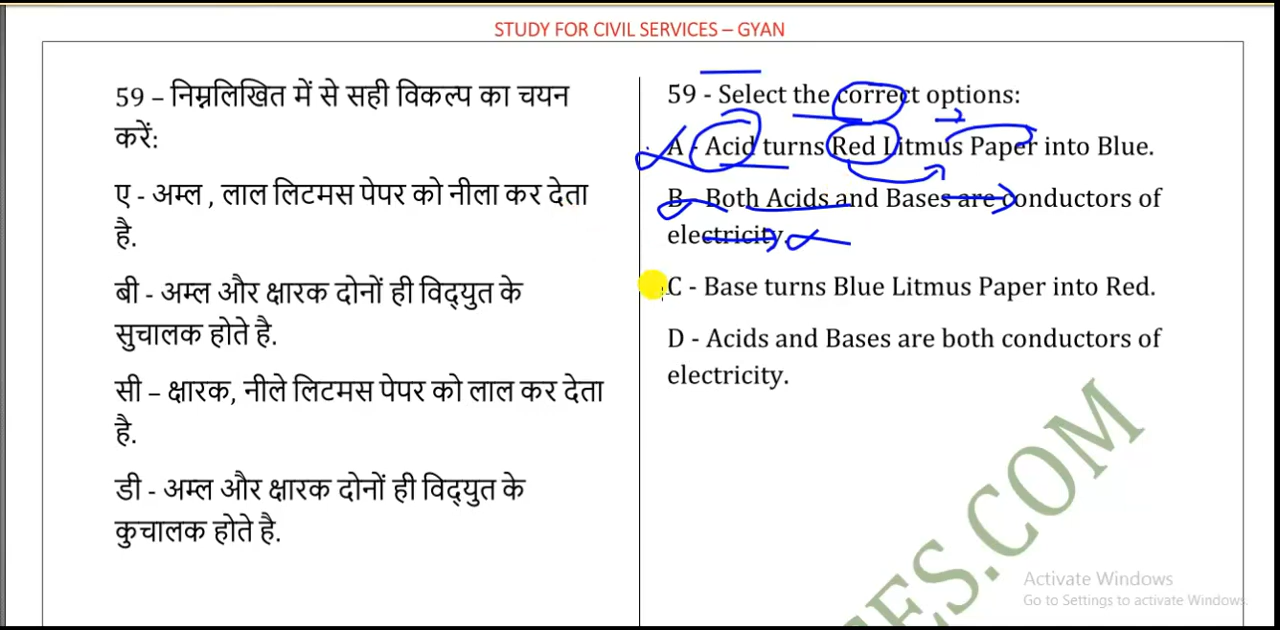 STUDY FOR CIVIL SERVICES – GYAN
59 – निम्नलिखित में से सही विकल्प का चयन
करें:
ए - अम्ल , लाल लिटमस पेपर को नीला कर देता
है.
बी - अम्ल और क्षारक दोनों ही विद्युत के
सुचालक होते है.
सी – क्षारक, नीले लिटमस पेपर को लाल कर देता
है.
डी - अम्ल और क्षारक दोनों ही विद्युत के
कुचालक होते है.
59 - Select the correct options:
A - Acid turns Red Litmus Paper into Blue.
B - Both Acids and Bases are conductors of
electricity.
C - Base turns Blue Litmus Paper into Red.
D - Acids and Bases are both conductors of
electricity.
ES.COM
Activate Windows
Go to Settings to activate Windows.